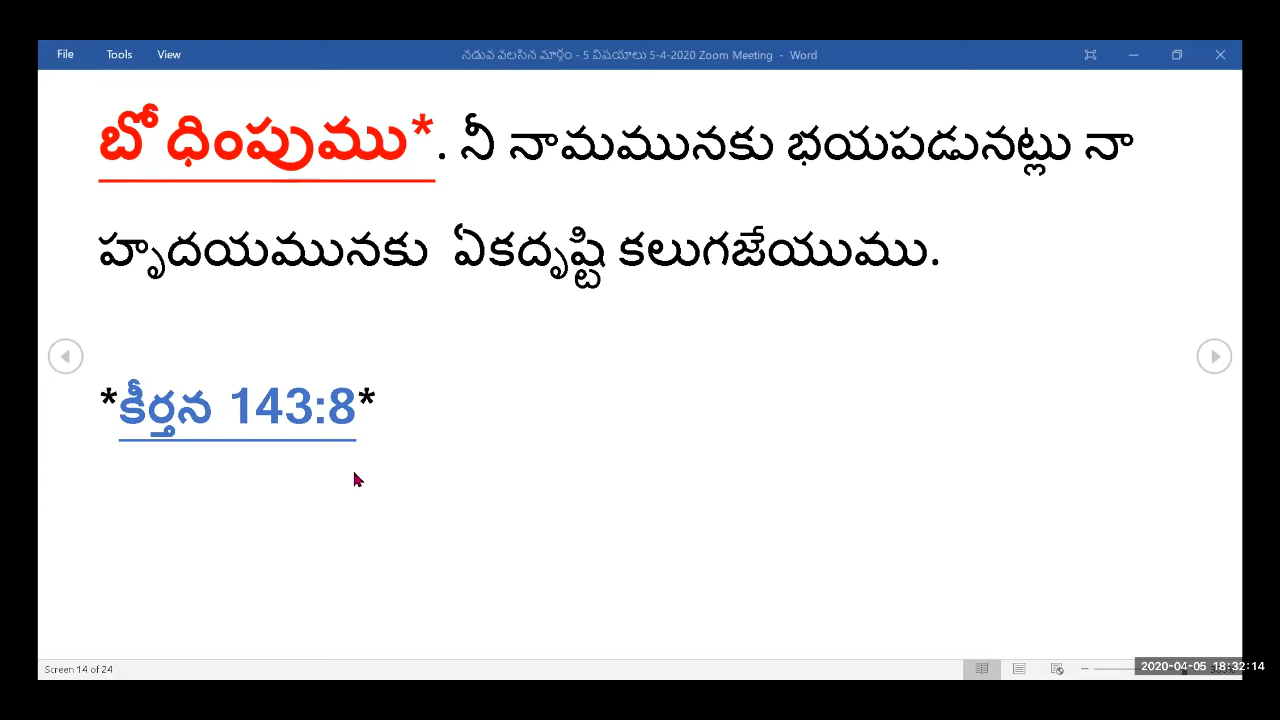 File Tools View నడువ వలసిన మార్గం - 5 విషయాలు 5-4-2020 Zoom Meeting - Word
బోధింపుము*. నీ నామమునకు భయపడునట్లు నా
హృదయమునకు ఏకదృష్టి కలుగజేయుము.
*కీర్తన 143:8*
Screen 14 of 24
2020-04-05 18:32:14